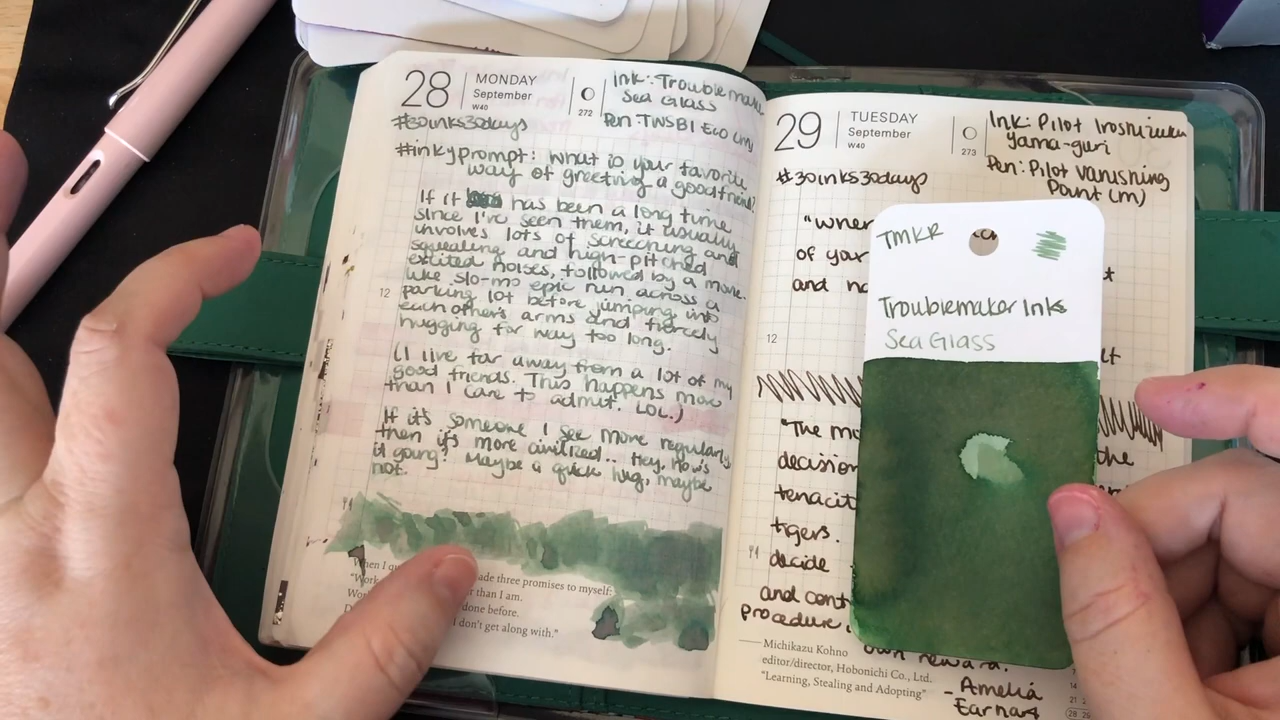 28
MONDAY
September
W40
272
Ink: Troublemaker
Sea Glass
Pen: TWSBI Eco (m)
#30inks30days
#inkyprompt: What is your favorite
way of greeting a good friend?
If it has been a long time
since I've seen them, it usually
involves lots of screeching and
squealing and high-pitched
excited noises, followed by a movie-
like slo-mo epic run across a
parking lot before jumping into
each other's arms and fiercely
hugging for way too long.
(I live far away from a lot of my
good friends. This happens more
than I care to admit. LOL.)
If it's someone I see more regularly
then it's more civilized.. Hey, How's
it going? Maybe a quick hug, maybe
not.
12
"When I
ade three promises to myself:
"Work
r than I am.
done before.
I don't get along with."
29
TUESDAY
September
W40
273
Ink: Pilot Iroshizuku
yama-guri
Pen: Pilot Vanishing
Point (m)
#30inks30days
"When
of your
and no
12
"The mo
decision
the
tenacit
tigers.
decide
and cont
procedure
own reward.
- Amelia
Earhart
Michikazu Kohno
editor/director, Hobonichi Co., Ltd.
"Learning, Stealing and Adopting"
TMKR
Troublemaker Inks
Sea Glass